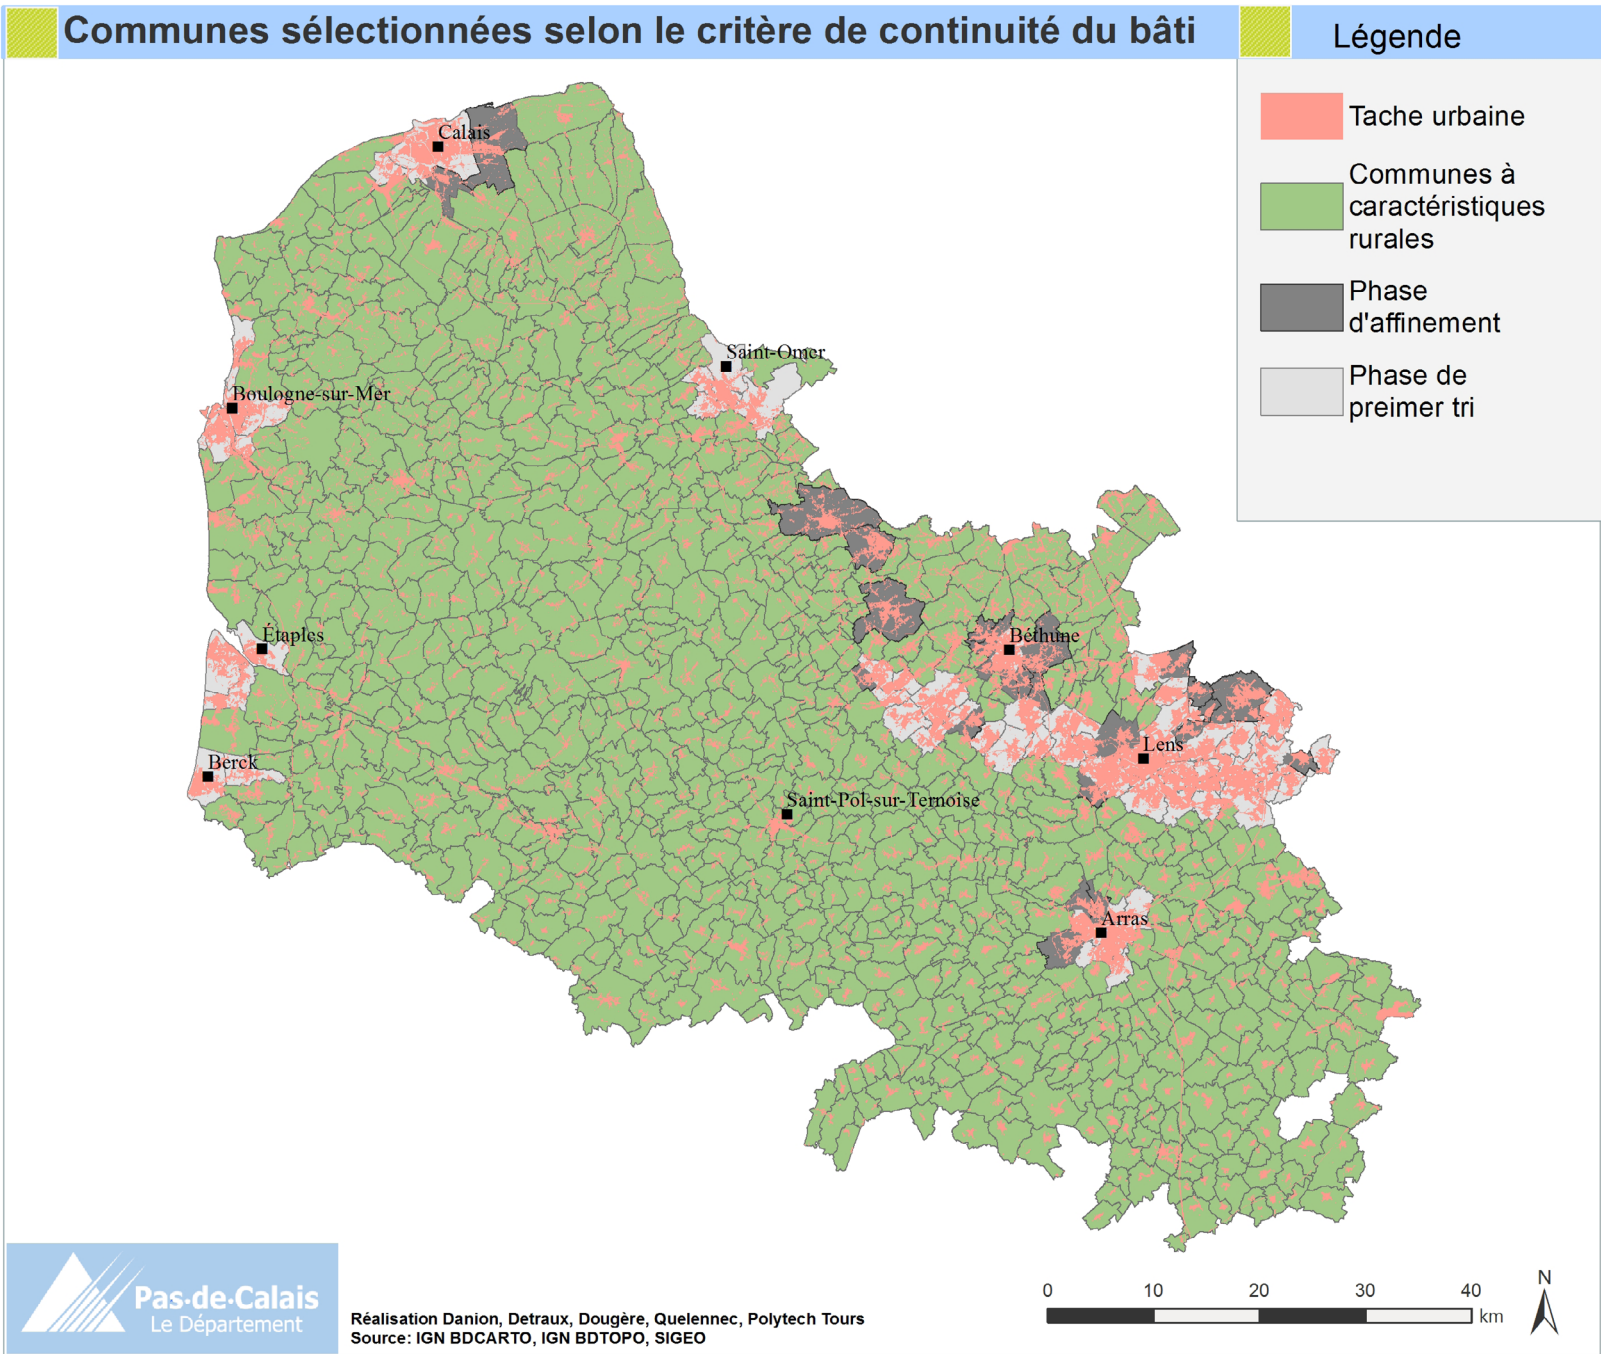 Communes sélectionnées selon le critère de continuité du bâti
Légende
Tache urbaine
Communes à
caractéristiques
rurales
Phase
d'affinement
Phase de
preimer tri
Calais
Saint-Omer
Boulogne-sur-Mer
Étaples
Béthune
Berck
Lens
Saint-Pol-sur-Ternoise
Arras
Pas-de-Calais
Le Département
Réalisation Danion, Detraux, Dougère, Quelennec, Polytech Tours
Source: IGN BDCARTO, IGN BDTOPO, SIGEO
0 10 20 30 40
km
N